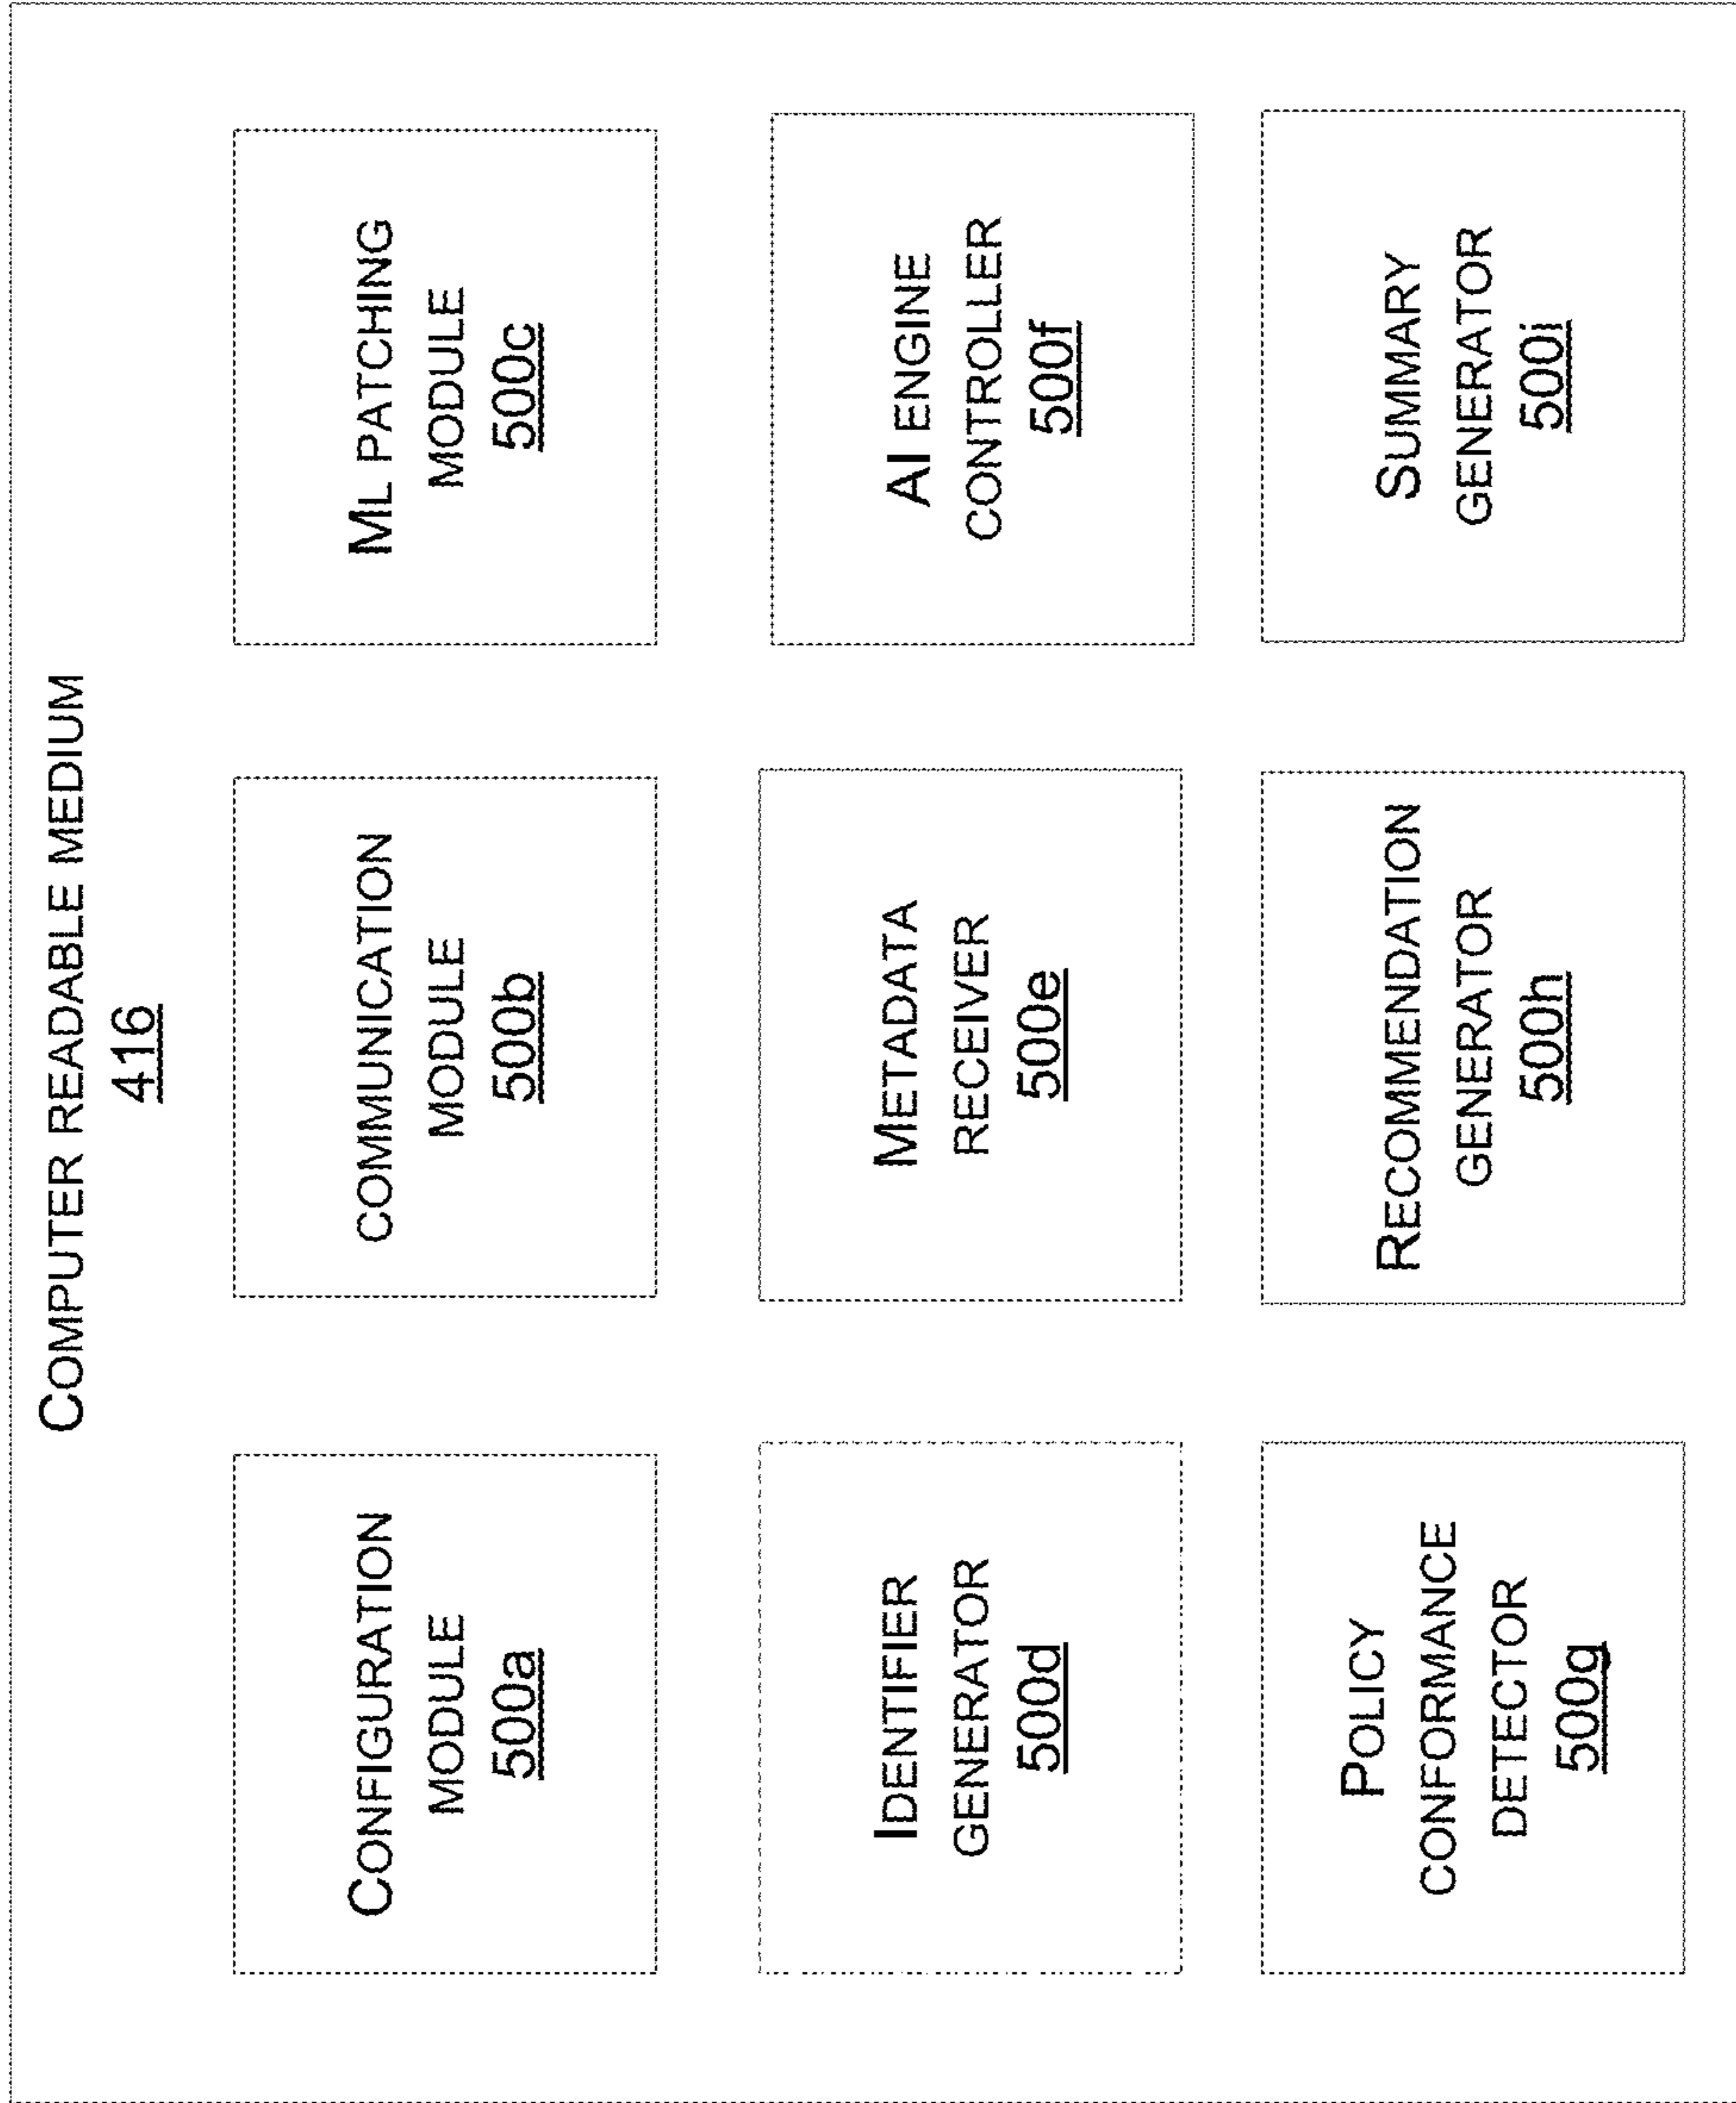 COMPUTER READABLE MEDIUM
416
CONFIGURATION
MODULE
500a
COMMUNICATION
MODULE
500b
ML PATCHING
MODULE
500c
IDENTIFIER
GENERATOR
500d
METADATA
RECEIVER
500e
AI ENGINE
CONTROLLER
500f
POLICY
CONFORMANCE
DETECTOR
500g
RECOMMENDATION
GENERATOR
500h
SUMMARY
GENERATOR
500i